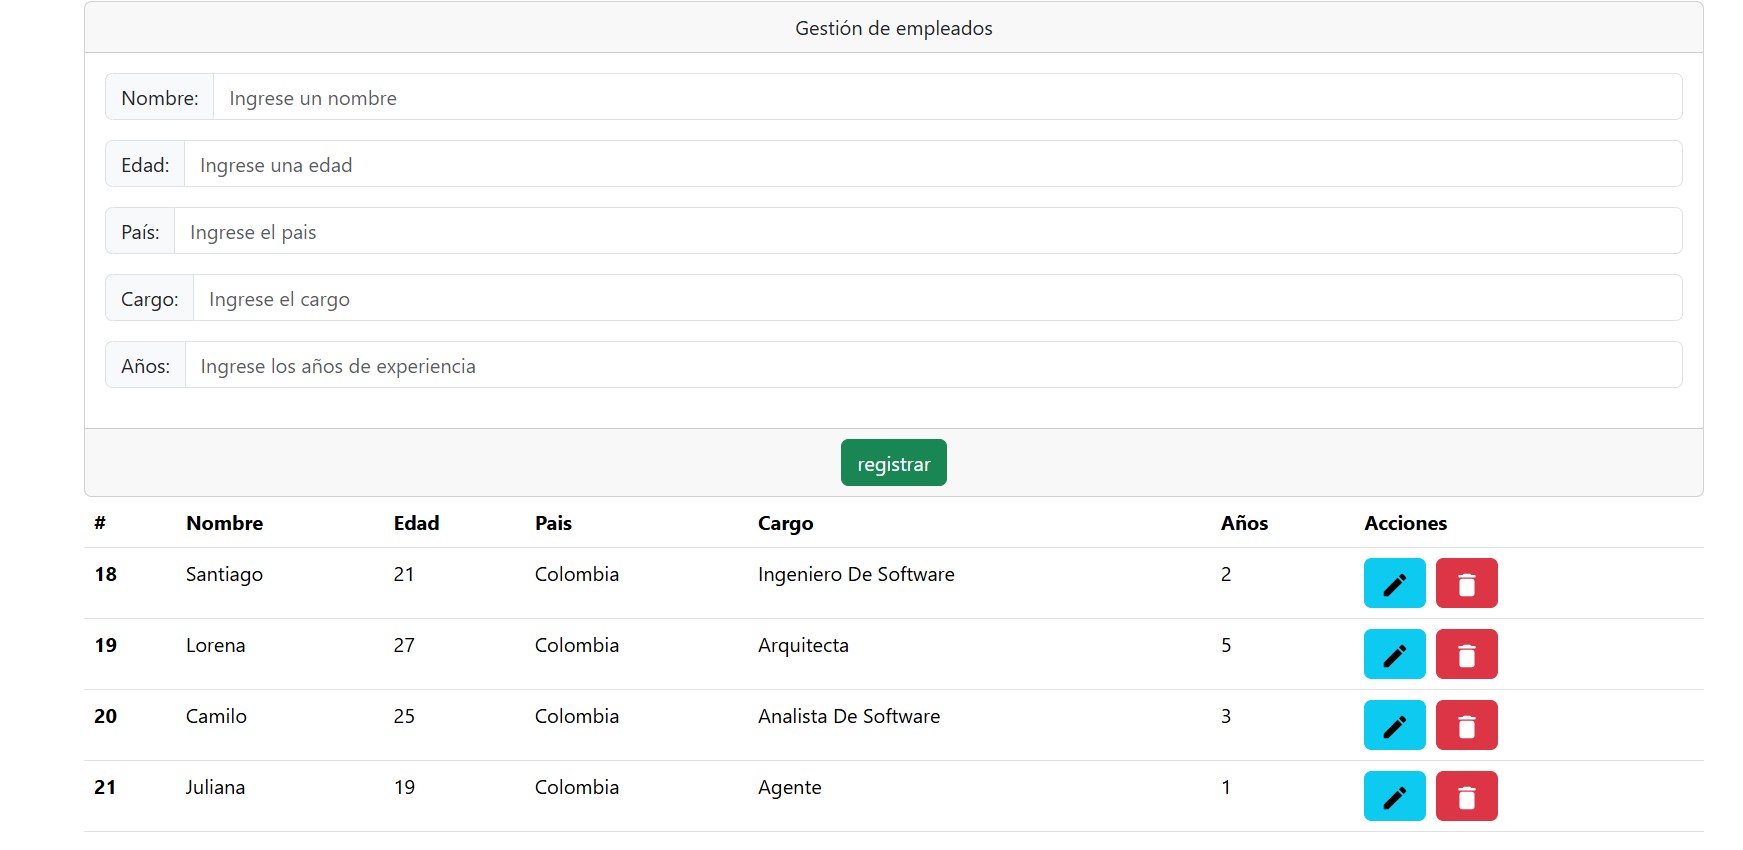 Gestión de empleados
Nombre: Ingrese un nombre
Edad: Ingrese una edad
País: Ingrese el pais
Cargo: Ingrese el cargo
Años: Ingrese los años de experiencia
registrar
# Nombre Edad Pais Cargo Años Acciones
18 Santiago 21 Colombia Ingeniero De Software 2
19 Lorena 27 Colombia Arquitecta 5
20 Camilo 25 Colombia Analista De Software 3
21 Juliana 19 Colombia Agente 1